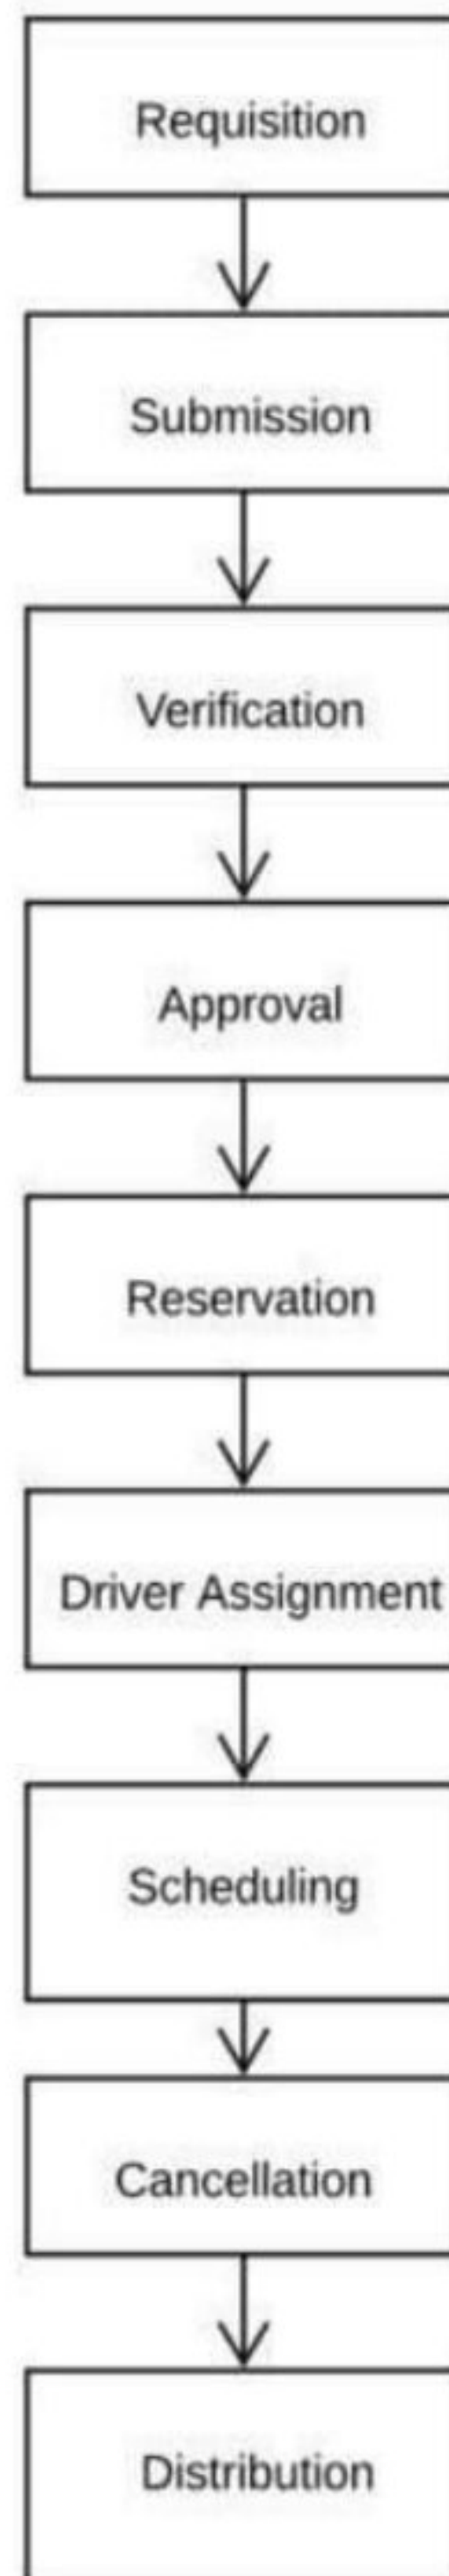 Requisition
Submission
Verification
Approval
Reservation
Driver Assignment
Scheduling
Cancellation
Distribution